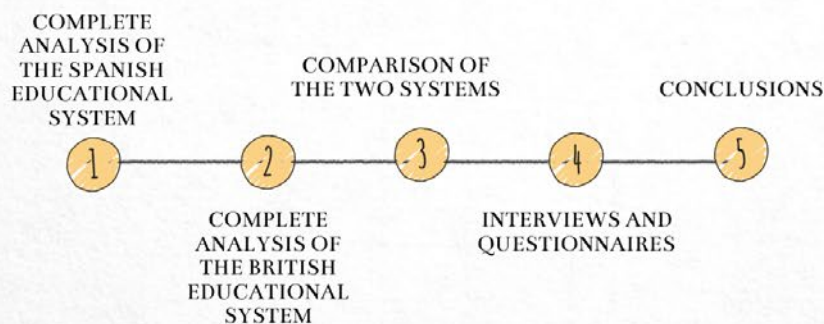 COMPLETE
ANALYSIS OF
THE SPANISH
EDUCATIONAL
SYSTEM
1
2
COMPLETE
ANALYSIS OF
THE BRITISH
EDUCATIONAL
SYSTEM
COMPARISON OF
THE TWO SYSTEMS
3
4
INTERVIEWS AND
QUESTIONNAIRES
CONCLUSIONS
5